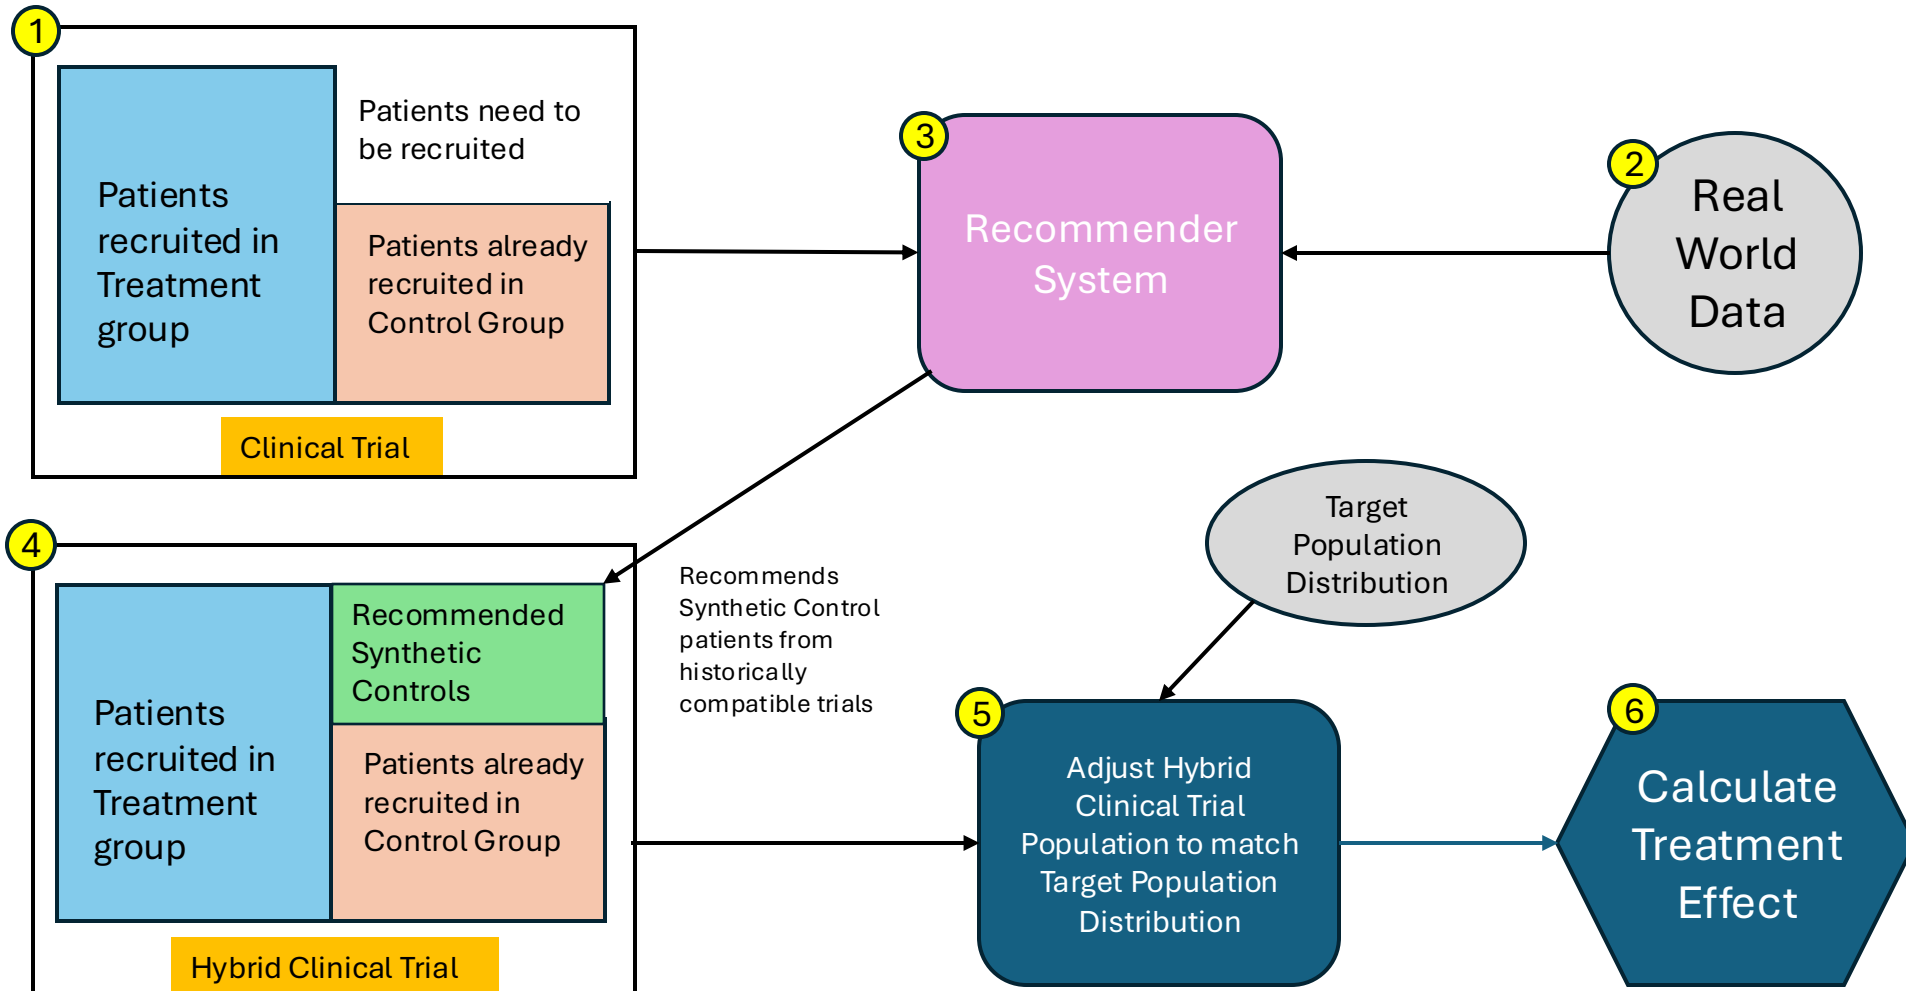 1
Patients need to
be recruited
Patients
recruited in
Treatment
group
Patients already
recruited in
Control Group
Clinical Trial
3
Recommender
System
2
Real
World
Data
4
Recommended
Synthetic
Controls
Patients
recruited in
Treatment
group
Patients already
recruited in
Control Group
Hybrid Clinical Trial
Recommends
Synthetic Control
patients from
historically
compatible trials
Target
Population
Distribution
5
Adjust Hybrid
Clinical Trial
Population to match
Target Population
Distribution
6
Calculate
Treatment
Effect